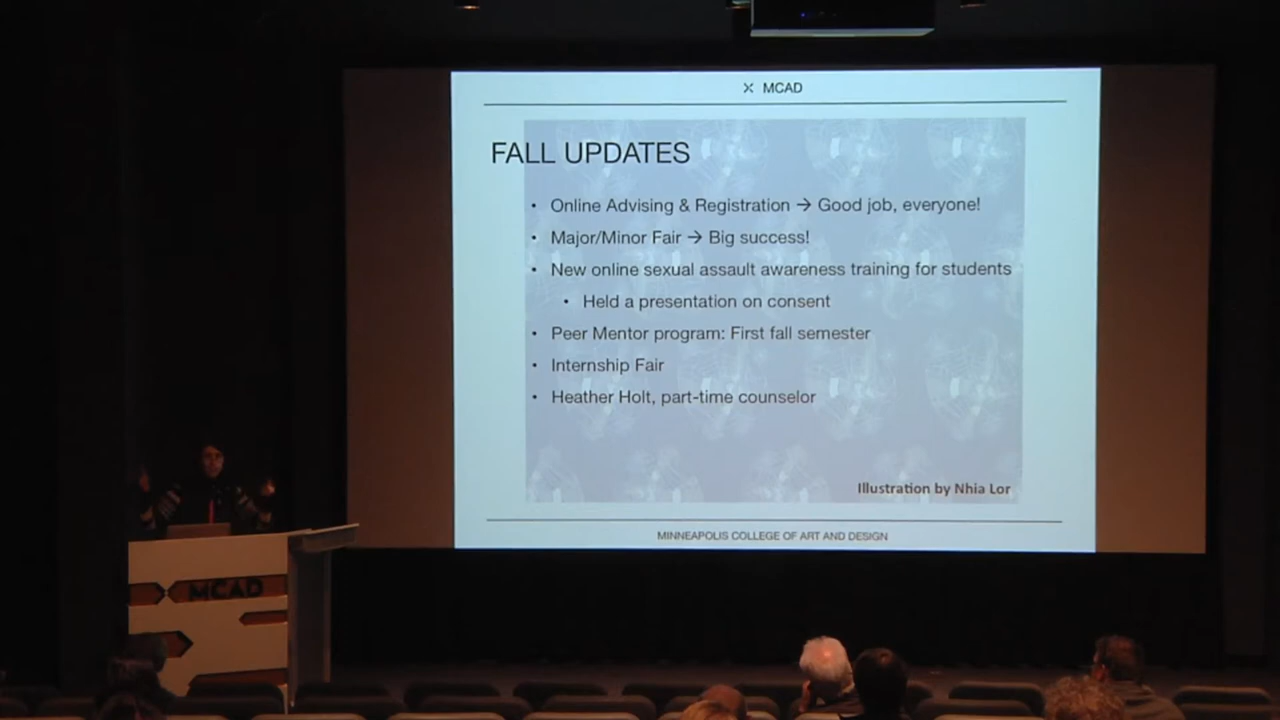 MCAD
FALL UPDATES
• Online Advising & Registration → Good job, everyone!
• Major/Minor Fair → Big success!
• New online sexual assault awareness training for students
• Held a presentation on consent
• Peer Mentor program: First fall semester
• Internship Fair
• Heather Holt, part-time counselor
Illustration by Nhia Lor
MINNEAPOLIS COLLEGE OF ART AND DESIGN
MCAD